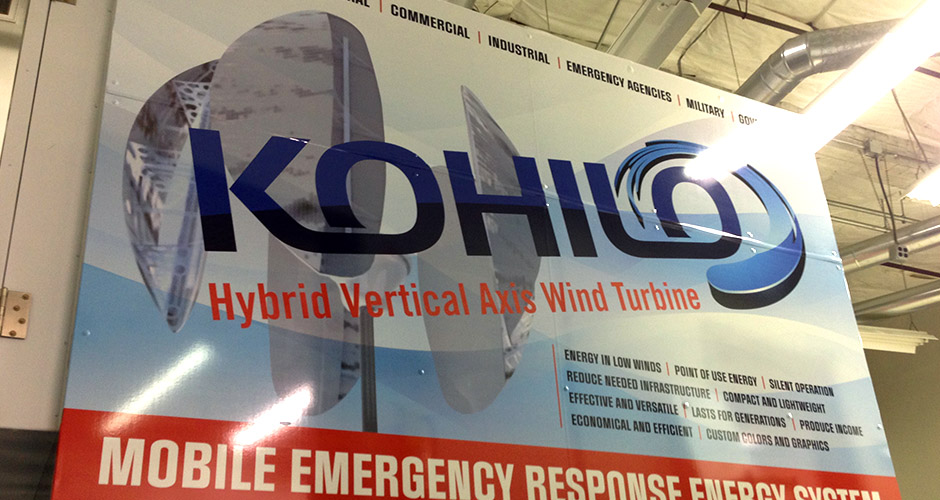 COMMERCIAL | INDUSTRIAL | EMERGENCY AGENCIES | MILITARY |
KOHILO
Hybrid Vertical Axis Wind Turbine
ENERGY IN LOW WINDS | POINT OF USE ENERGY | SILENT OPERATION
REDUCE NEEDED INFRASTRUCTURE | COMPACT AND LIGHTWEIGHT
EFFECTIVE AND VERSATILE | LASTS FOR GENERATIONS | PRODUCE INCOME
ECONOMICAL AND EFFICIENT | CUSTOM COLORS AND GRAPHICS
MOBILE EMERGENCY RESPONSE ENERGY SYSTEM